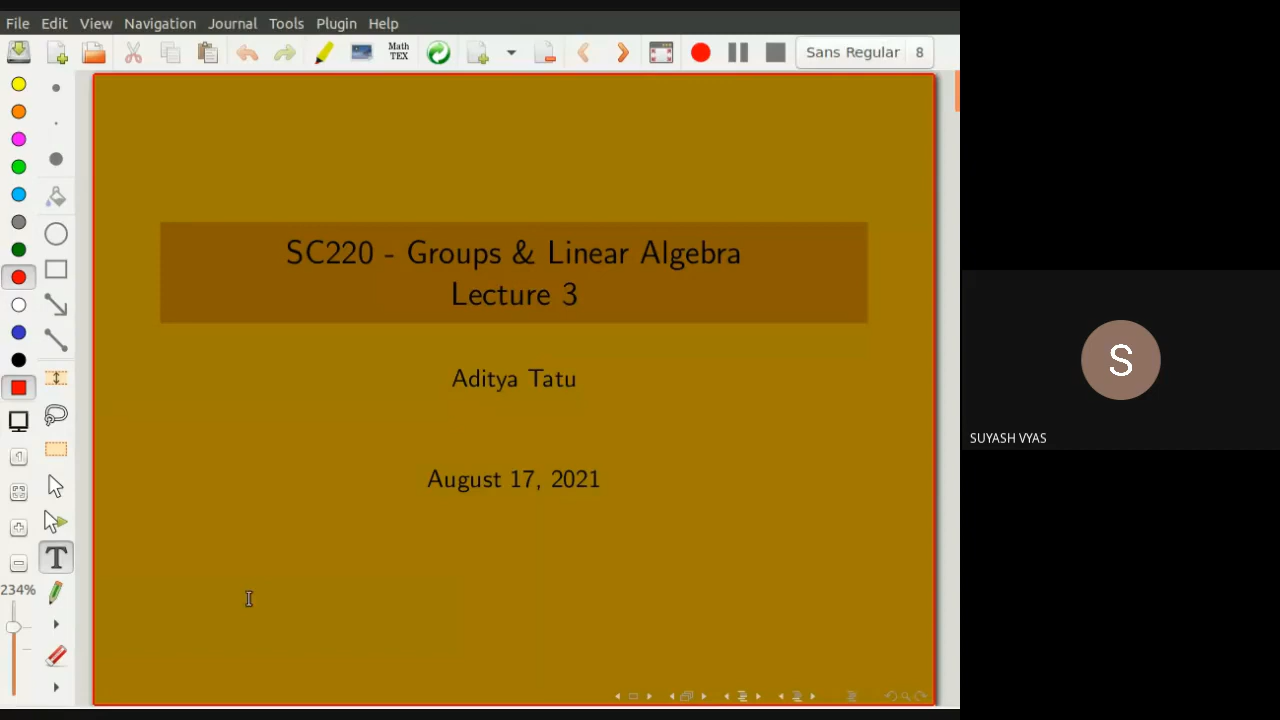 File Edit View Navigation Journal Tools Plugin Help
Math
TEX
Sans Regular 8
SC220 - Groups & Linear Algebra
Lecture 3
Aditya Tatu
August 17, 2021
T
234%
S
SUYASH VYAS